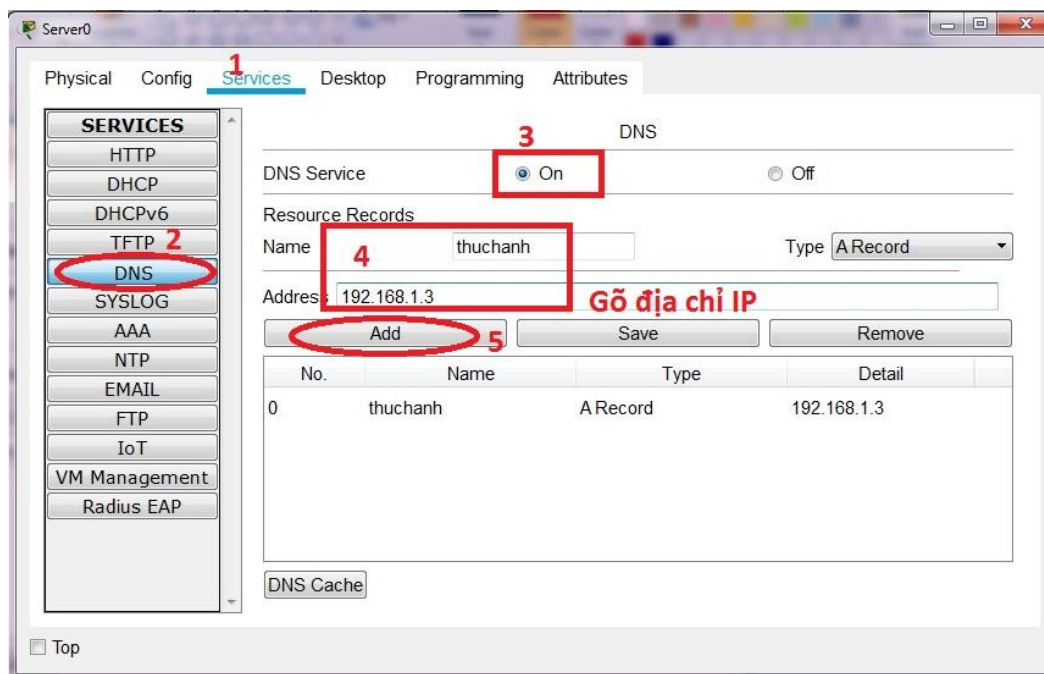 Server0
1
Physical Config Services Desktop Programming Attributes
SERVICES
HTTP
DHCP
DHCPv6
TFTP 2
DNS
SYSLOG
AAA
NTP
EMAIL
FTP
IoT
VM Management
Radius EAP
DNS
3
DNS Service On Off
Resource Records
Name thuchanh Type A Record
4
Address 192.168.1.3
Gõ địa chỉ IP
Add 5 Save Remove
No. Name Type Detail
0 thuchanh A Record 192.168.1.3
DNS Cache
Top